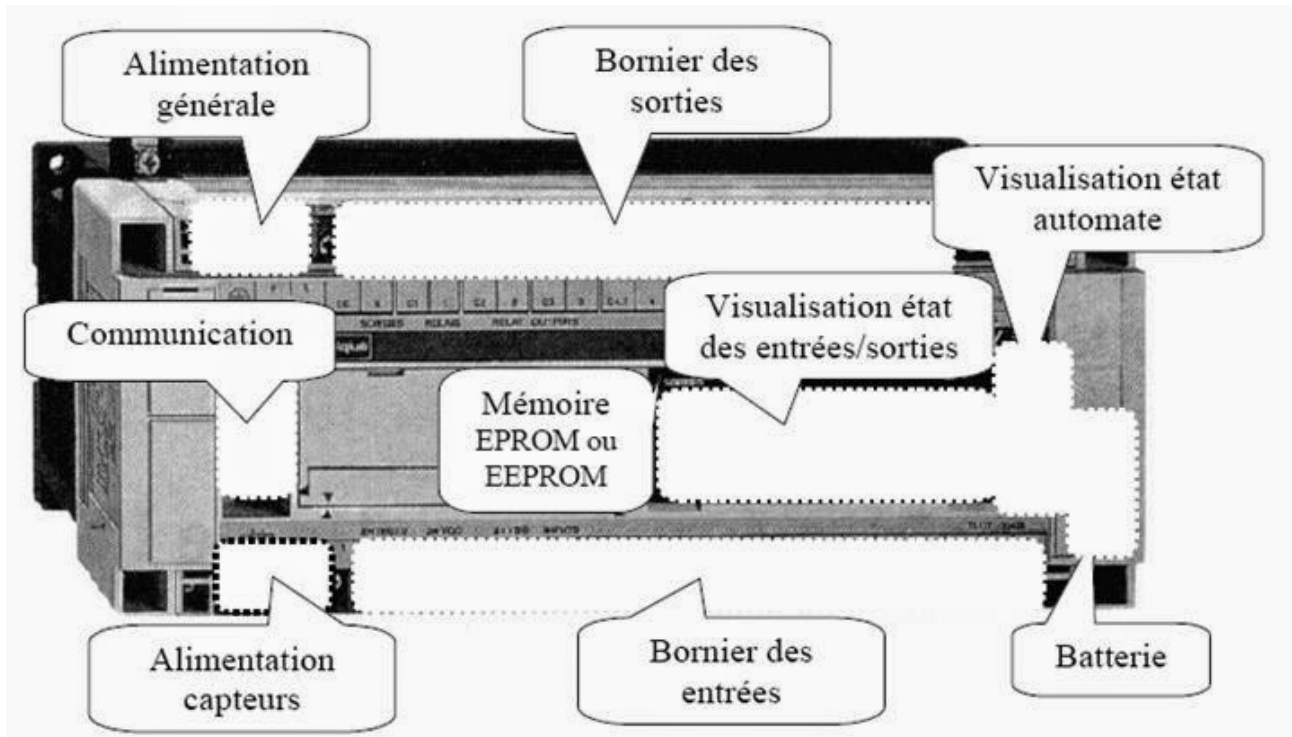 Alimentation
générale
Bornier des
sorties
Visualisation état
automate
Communication
Visualisation état
des entrées/sorties
Mémoire
EPROM ou
EEPROM
SORTIES RELAIS RELAY OUTPUTS
Alimentation
capteurs
Bornier des
entrées
Batterie